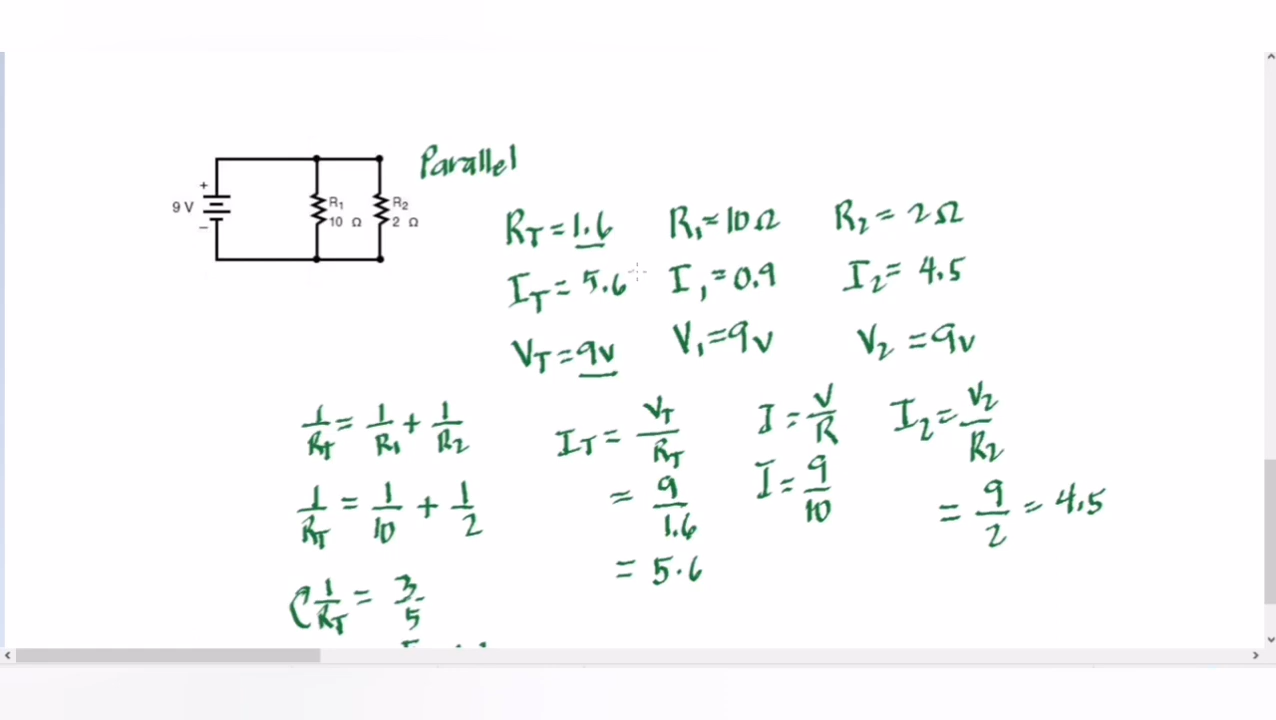 Parallel
+
9 V
−
R1
10 Ω
R2
2 Ω
RT = 1.6 R1 = 10Ω R2 = 2Ω
IT = 5.6 I1 = 0.9 I2 = 4.5
VT = 9V V1 = 9V V2 = 9V
1/RT = 1/R1 + 1/R2
1/RT = 1/10 + 1/2
(1/RT = 3/5
IT = VT/RT
= 9/1.6
= 5.6
I = V/R
I = 9/10
I2 = V2/R2
= 9/2 = 4.5